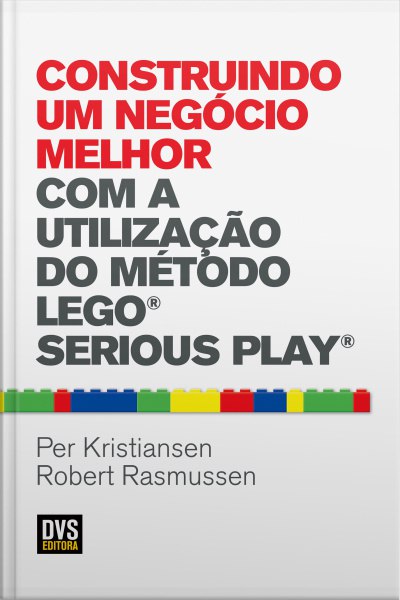 CONSTRUINDO
UM NEGÓCIO
MELHOR
COM A
UTILIZAÇÃO
DO MÉTODO
LEGO®
SERIOUS PLAY®
Per Kristiansen
Robert Rasmussen
DVS
EDITORA